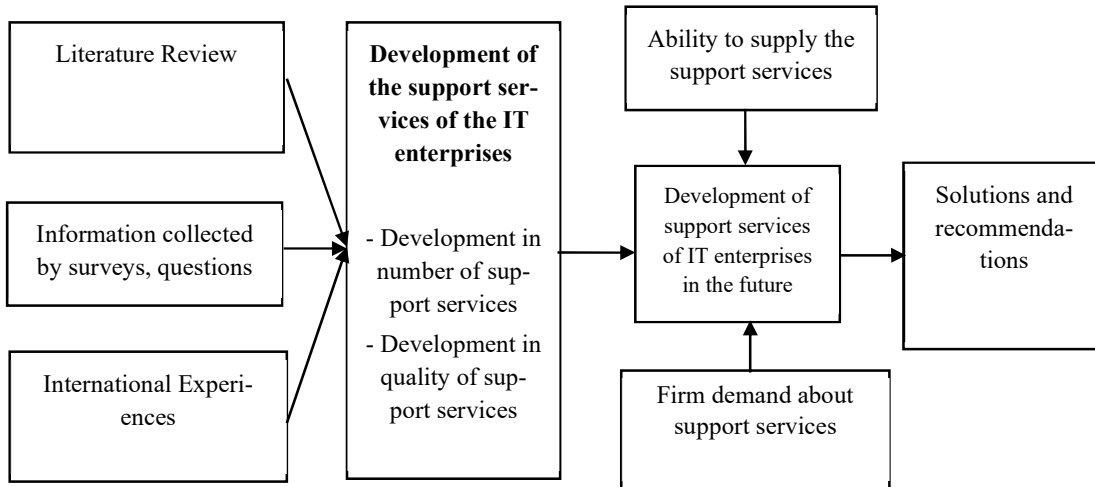 Literature Review
Information collected
by surveys, questions
International Experi-
ences
Development of
the support ser-
vices of the IT
enterprises
- Development in
number of sup-
port services
- Development in
quality of sup-
port services
Ability to supply the
support services
Development of
support services
of IT enterprises
in the future
Firm demand about
support services
Solutions and
recommenda-
tions